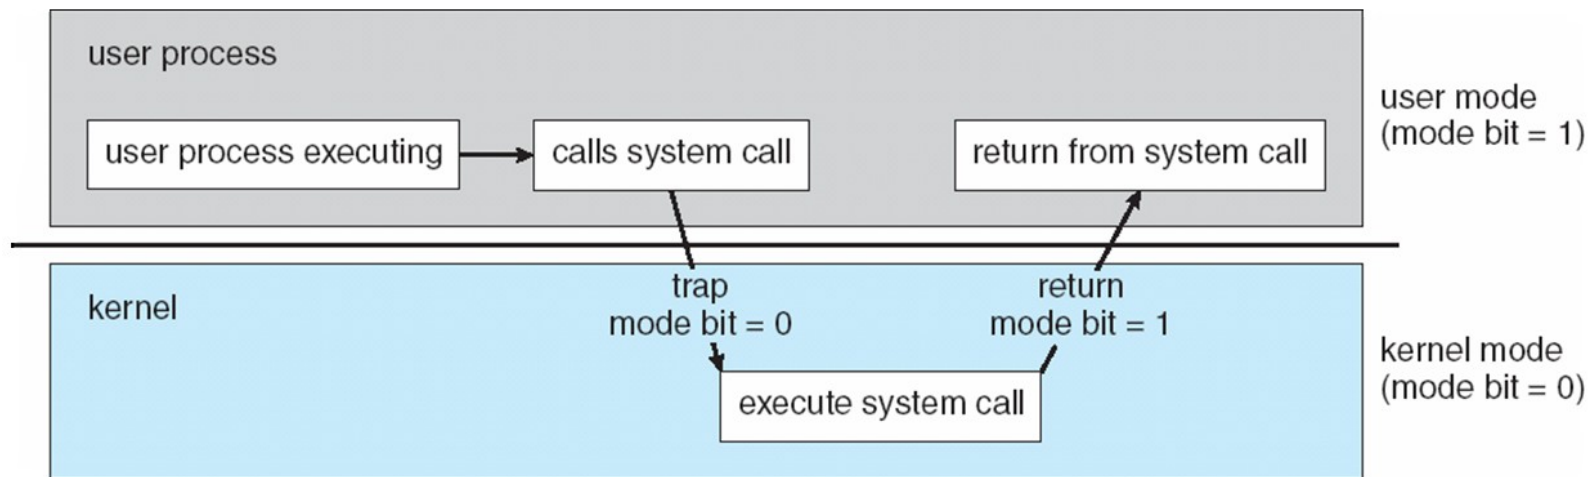 user process
user process executing
calls system call
return from system call
user mode
(mode bit = 1)
kernel
trap
mode bit = 0
return
mode bit = 1
execute system call
kernel mode
(mode bit = 0)